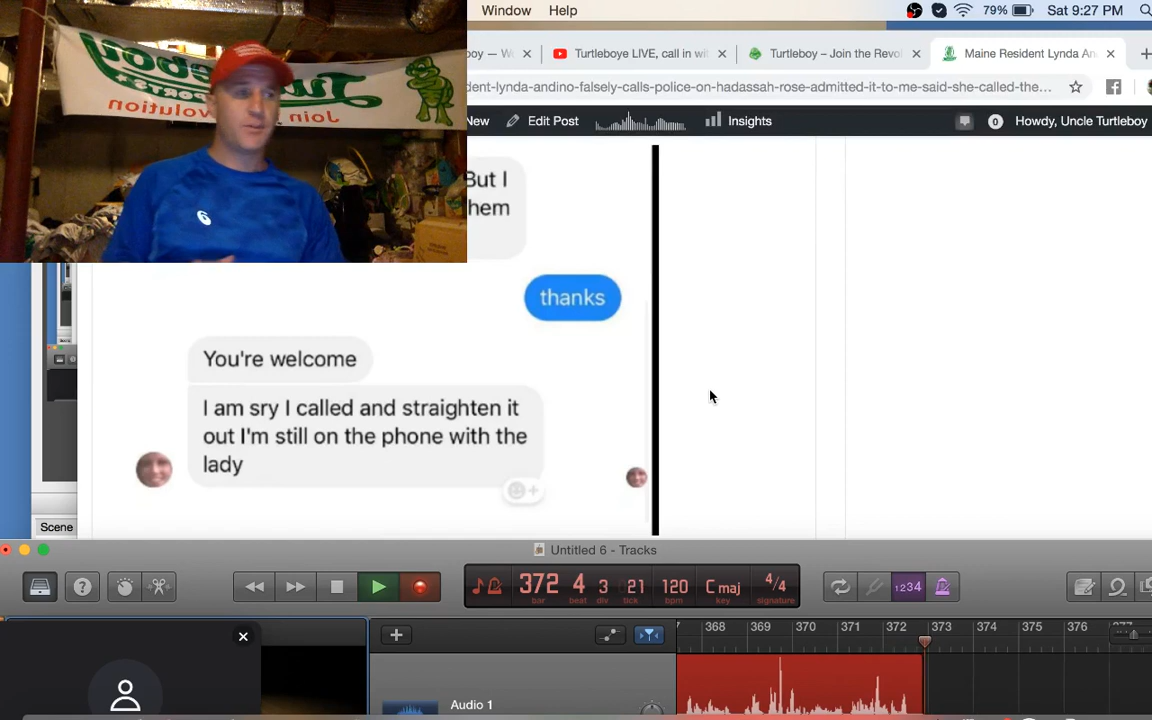 Window Help
79% Sat 9:27 PM
boy — W
Turtleboye LIVE, call in wi
Turtleboy – Join the Revol
Maine Resident Lynda An
dent-lynda-andino-falsely-calls-police-on-hadassah-rose-admitted-it-to-me-said-she-called-the...
New Edit Post Insights 0 Howdy, Uncle Turtleboy
Join
volution
But I
hem
thanks
You're welcome
I am sry I called and straighten it
out I'm still on the phone with the
lady
Scene
Untitled 6 - Tracks
372 4 3 21 120 C maj 4/4
bar beat div tick bpm key signature
1234
368 369 370 371 372 373 374 375 376
Audio 1